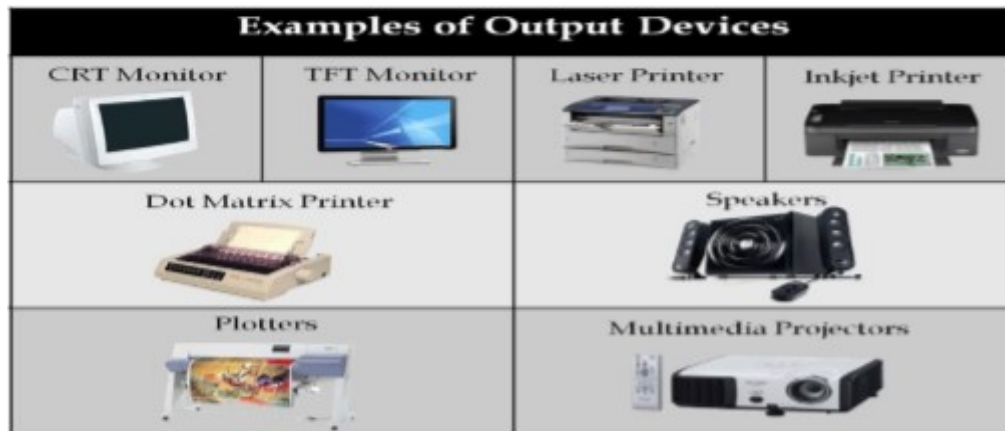 Examples of Output Devices
CRT Monitor
TFT Monitor
Laser Printer
Inkjet Printer
Dot Matrix Printer
Speakers
Plotters
Multimedia Projectors